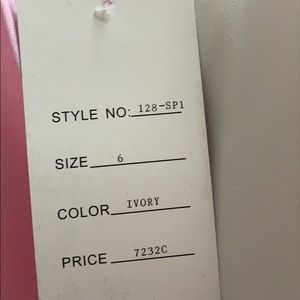 STYLE NO: 128-SP1
SIZE 6
COLOR IVORY
PRICE 7232C